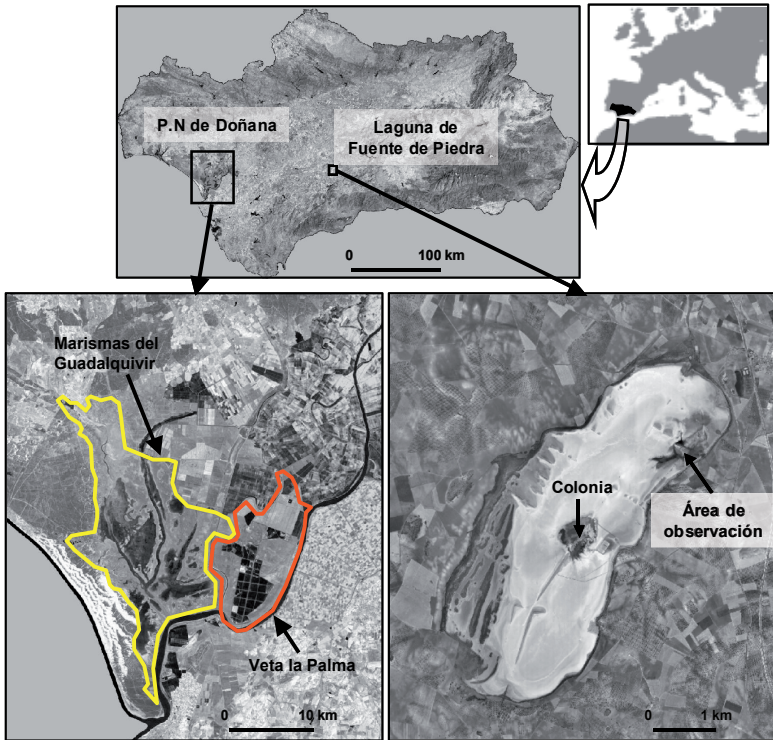 P.N de Doñana
Laguna de
Fuente de Piedra
0 100 km
Marismas del
Guadalquivir
Veta la Palma
0 10 km
Colonia
Área de
observación
0 1 km